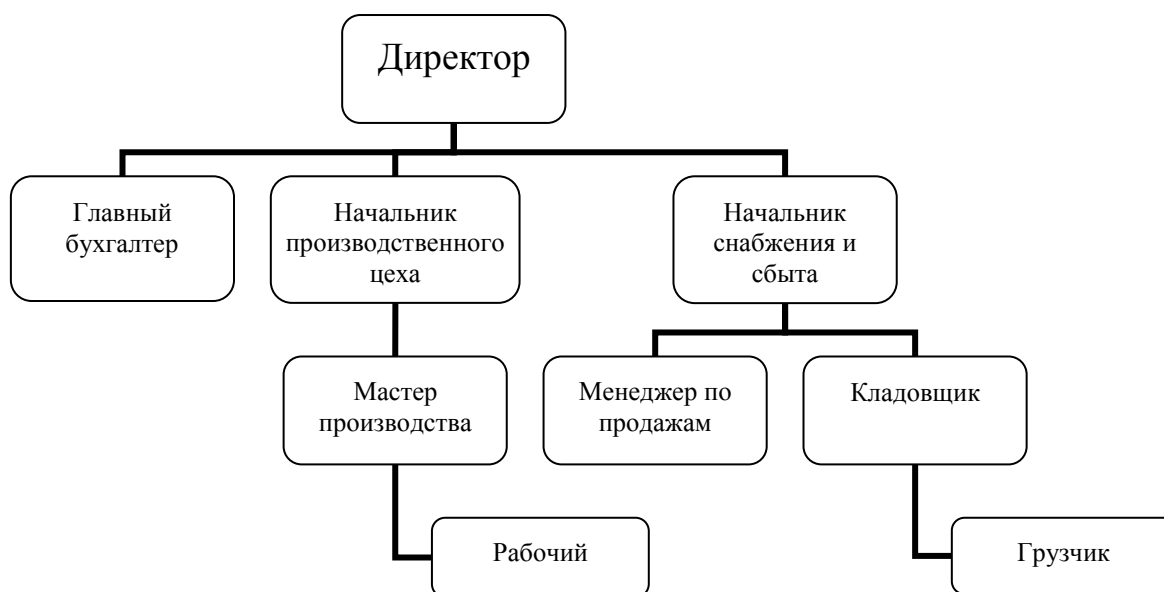 Директор
Главный
бухгалтер
Начальник
производственного
цеха
Начальник
снабжения и
сбыта
Мастер
производства
Менеджер по
продажам
Кладовщик
Рабочий
Грузчик